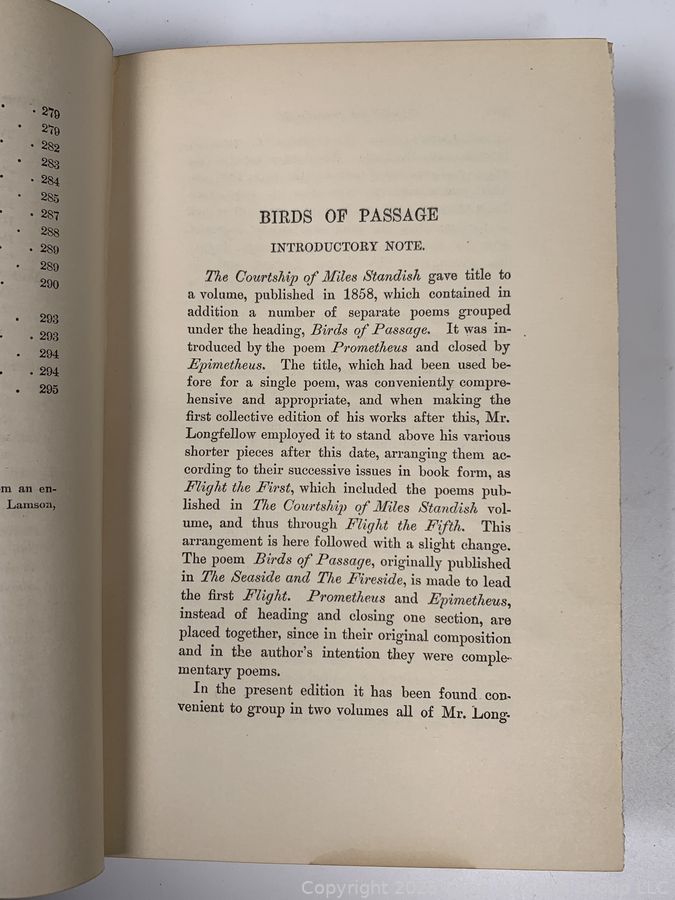 . . 279
. 279
. . 282
. 283
. . 284
. 285
. . 287
. 288
. . 289
. 289
. 290
. 293
. . 293
. 294
. . 294
. 295
m an en-
Lamson,
BIRDS OF PASSAGE
INTRODUCTORY NOTE.
The Courtship of Miles Standish gave title to
a volume, published in 1858, which contained in
addition a number of separate poems grouped
under the heading, Birds of Passage. It was in-
troduced by the poem Prometheus and closed by
Epimetheus. The title, which had been used be-
fore for a single poem, was conveniently compre-
hensive and appropriate, and when making the
first collective edition of his works after this, Mr.
Longfellow employed it to stand above his various
shorter pieces after this date, arranging them ac-
cording to their successive issues in book form, as
Flight the First, which included the poems pub-
lished in The Courtship of Miles Standish vol-
ume, and thus through Flight the Fifth. This
arrangement is here followed with a slight change.
The poem Birds of Passage, originally published
in The Seaside and The Fireside, is made to lead
the first Flight. Prometheus and Epimetheus,
instead of heading and closing one section, are
placed together, since in their original composition
and in the author's intention they were comple-
mentary poems.
In the present edition it has been found con-
venient to group in two volumes all of Mr. Long-
Copyright LLC